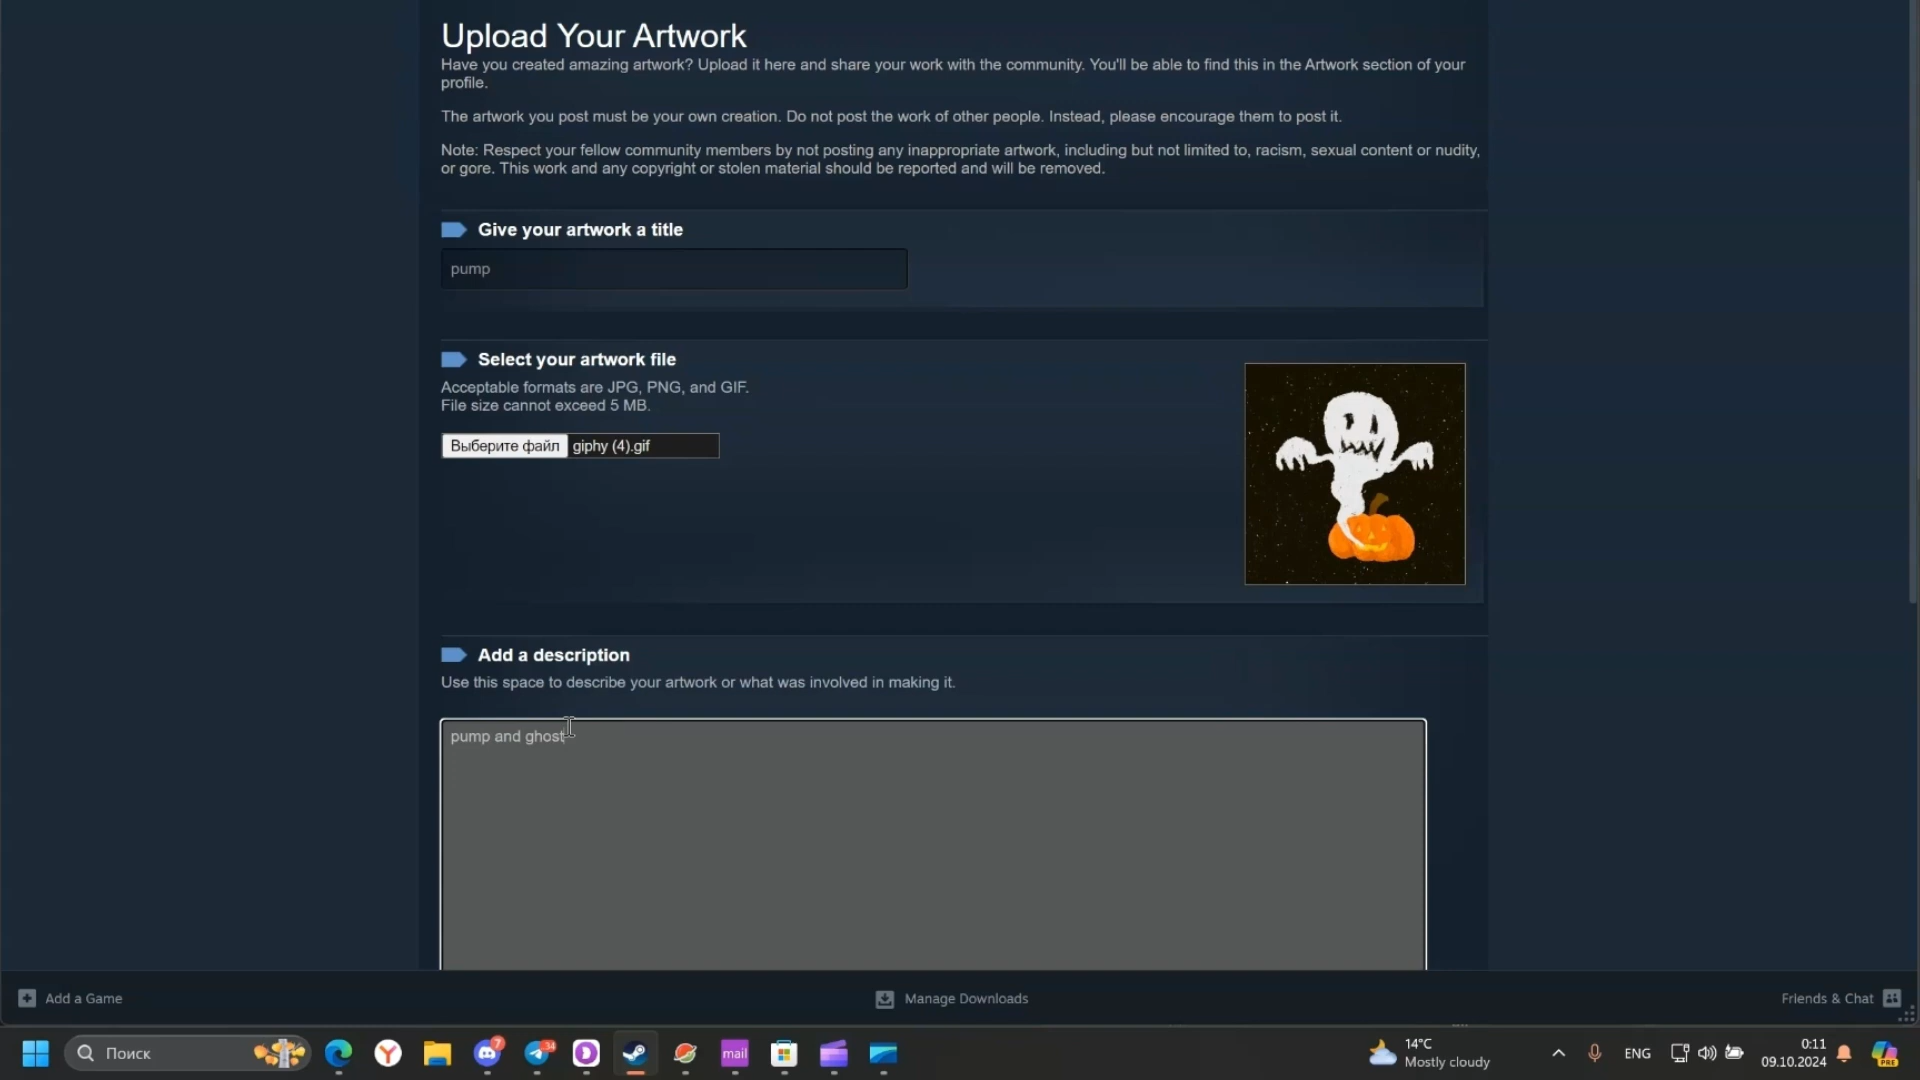 Upload Your Artwork
Have you created amazing artwork? Upload it here and share your work with the community. You'll be able to find this in the Artwork section of your
profile.
The artwork you post must be your own creation. Do not post the work of other people. Instead, please encourage them to post it.
Note: Respect your fellow community members by not posting any inappropriate artwork, including but not limited to, racism, sexual content or nudity,
or gore. This work and any copyright or stolen material should be reported and will be removed.
Give your artwork a title
pump
Select your artwork file
Acceptable formats are JPG, PNG, and GIF.
File size cannot exceed 5 MB.
Выберите файл giphy (4).gif
Add a description
Use this space to describe your artwork or what was involved in making it.
pump and ghost
Add a Game
Manage Downloads
Friends & Chat
Поиск
7
34
mail
14°C
Mostly cloudy
ENG
0:11
09.10.2024
PRE